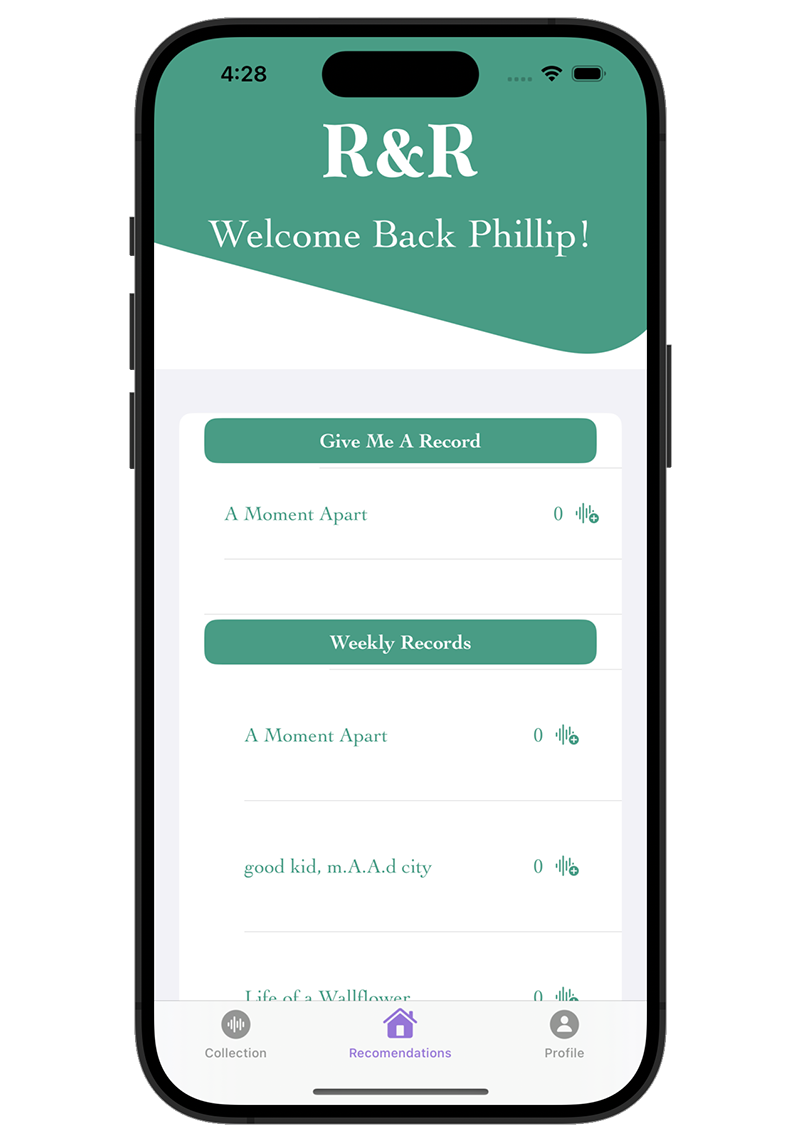 4:28
R&R
Welcome Back Phillip!
Give Me A Record
A Moment Apart 0
Weekly Records
A Moment Apart 0
good kid, m.A.A.d city 0
Life of a Wallflower 0
Collection Recomendations Profile